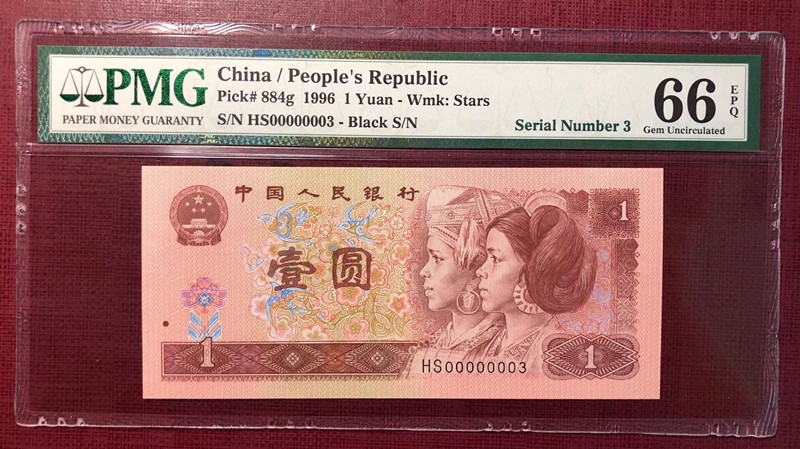 PMG
PAPER MONEY GUARANTY
China / People's Republic
Pick# 884g 1996 1 Yuan - Wmk: Stars
S/N HS00000003 - Black S/N
Serial Number 3
66
EPQ
Gem Uncirculated
中国人民银行
1
壹圆
1
HS00000003
1